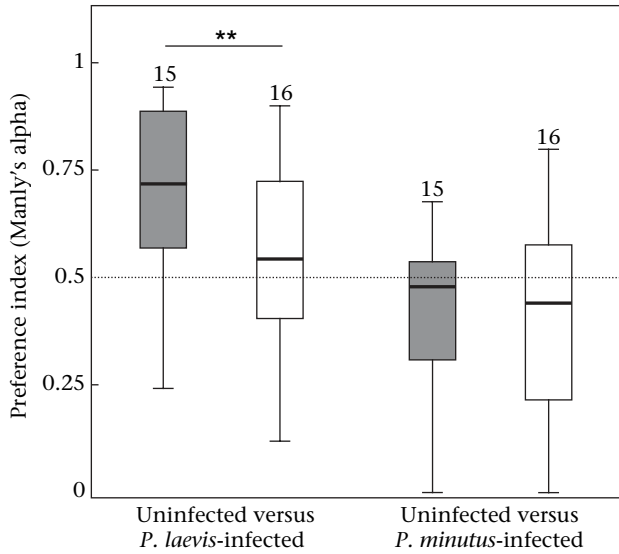 Preference index (Manly's alpha)
1
0.75
0.5
0.25
0
**
15
16
15
16
Uninfected versus
P. laevis-infected
Uninfected versus
P. minutus-infected